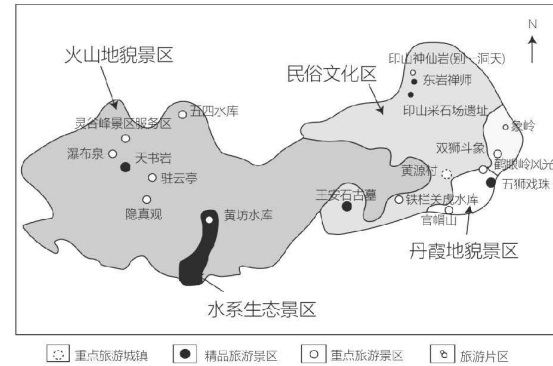 N
火山地貌景区
民俗文化区
印山神仙岩(别一洞天)
东岩禅师
印山采石场遗址
五四水库
灵谷峰景区服务区
瀑布泉
天书岩
驻云亭
隐真观
黄坊水库
水系生态景区
三安石古墓
黄源村
铁栏关虎水库
官帽山
象岭
双狮斗象
鹤眼岭风光
五狮戏珠
丹霞地貌景区
重点旅游城镇
精品旅游景区
重点旅游景区
旅游片区